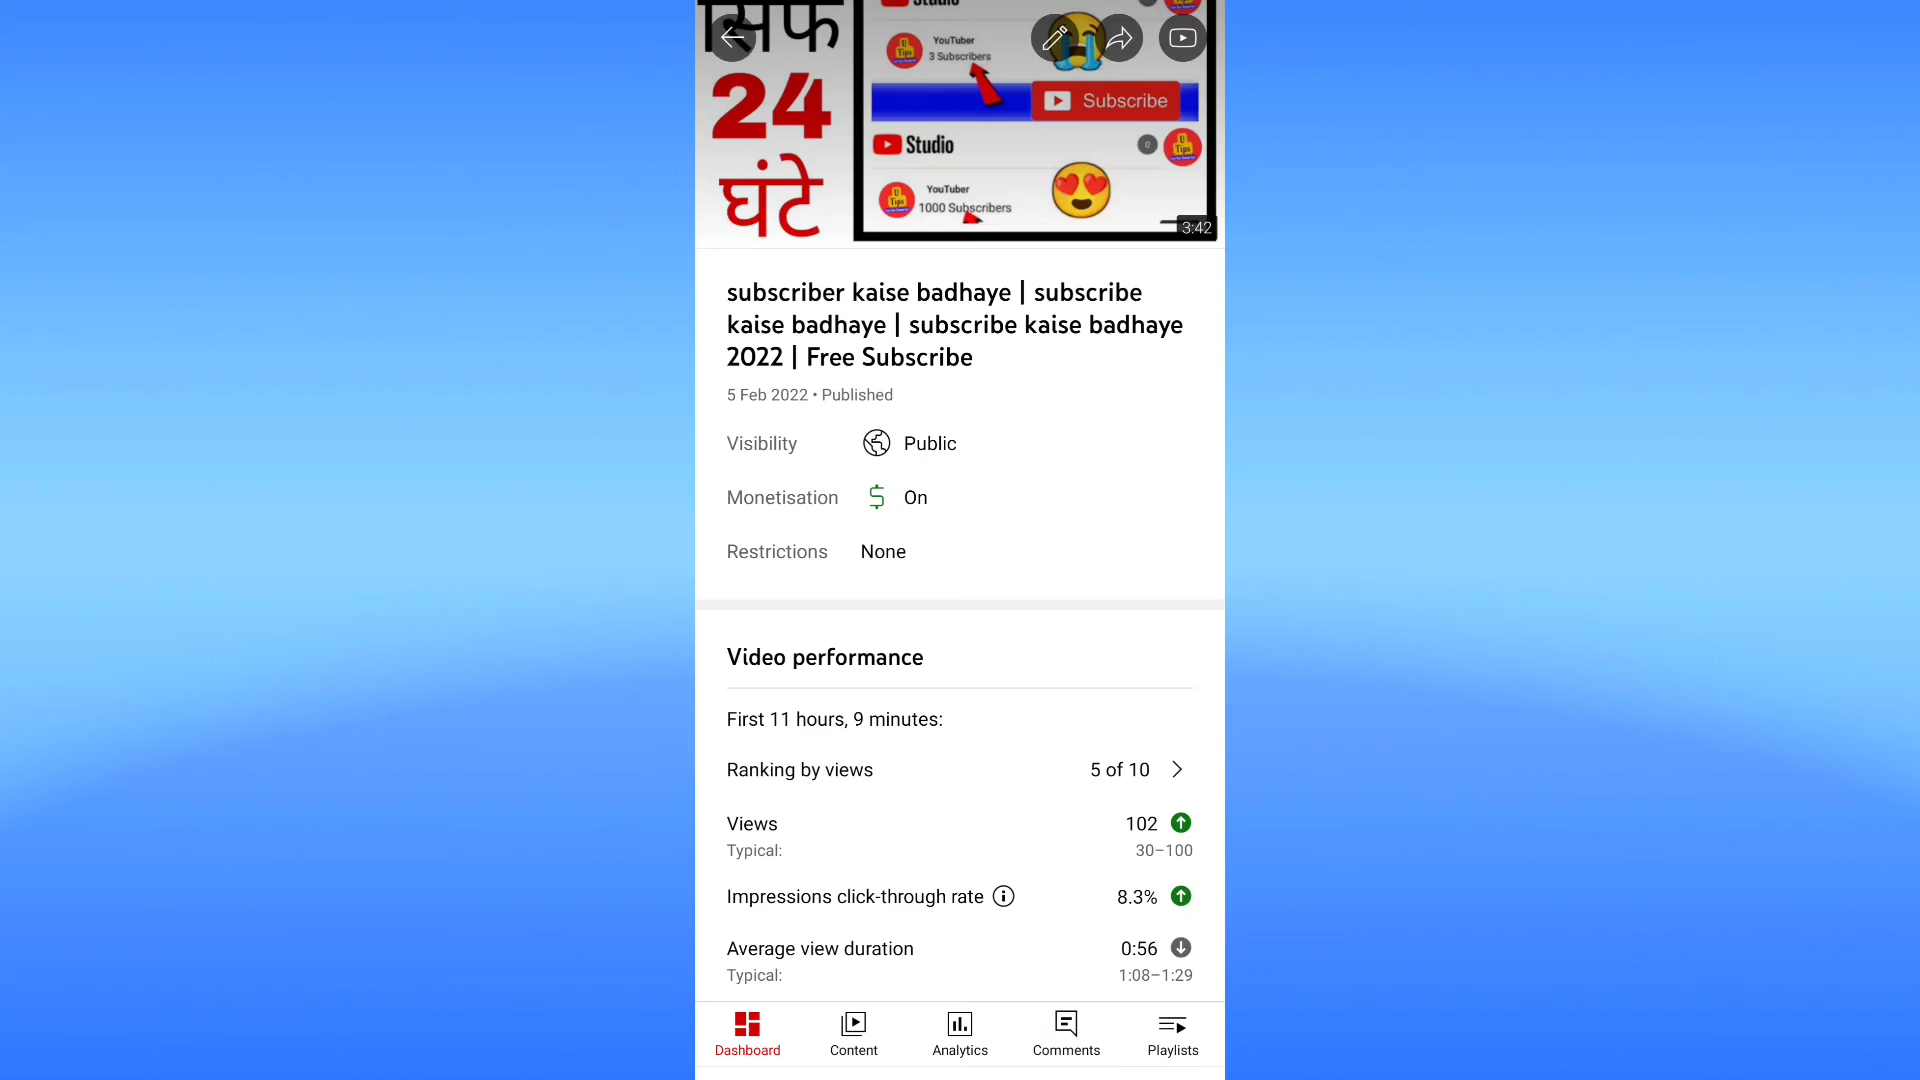 सिर्फ
24
घंटे
Studio
YouTuber
3 Subscribers
Subscribe
Studio
0
U
Tips
YouTuber
1000 Subscribers
3:42
subscriber kaise badhaye | subscribe
kaise badhaye | subscribe kaise badhaye
2022 | Free Subscribe
5 Feb 2022 • Published
Visibility Public
Monetisation On
Restrictions None
Video performance
First 11 hours, 9 minutes:
Ranking by views 5 of 10
Views 102
Typical: 30–100
Impressions click-through rate 8.3%
Average view duration 0:56
Typical: 1:08–1:29
Dashboard Content Analytics Comments Playlists